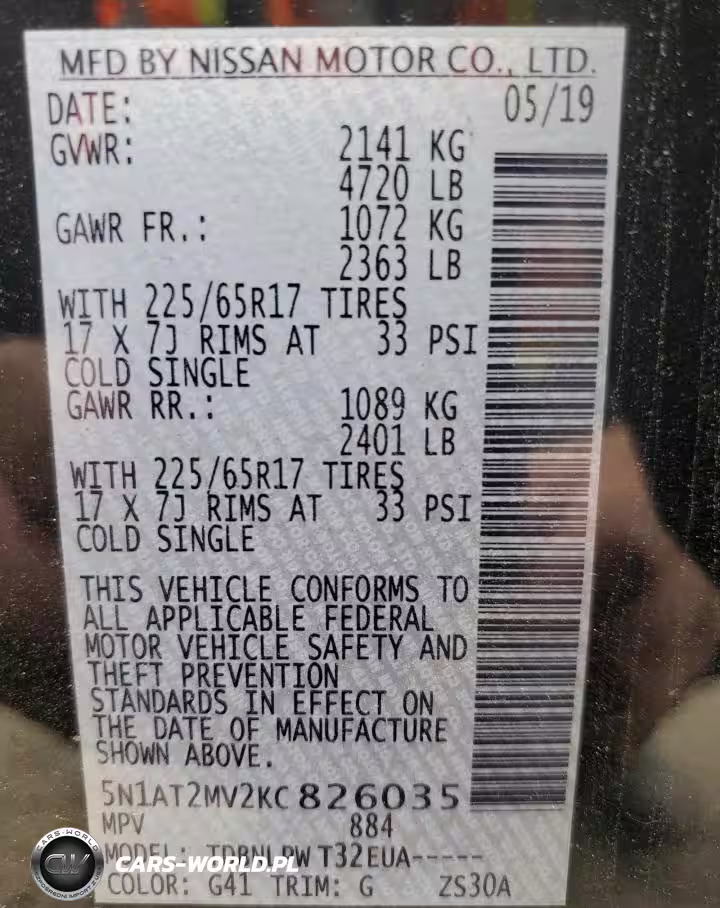 MFD BY NISSAN MOTOR CO., LTD.
DATE: 05/19
GVWR: 2141 KG
4720 LB
GAWR FR.: 1072 KG
2363 LB
WITH 225/65R17 TIRES
17 X 7J RIMS AT 33 PSI
COLD SINGLE
GAWR RR.: 1089 KG
2401 LB
WITH 225/65R17 TIRES
17 X 7J RIMS AT 33 PSI
COLD SINGLE
THIS VEHICLE CONFORMS TO
ALL APPLICABLE FEDERAL
MOTOR VEHICLE SAFETY AND
THEFT PREVENTION
STANDARDS IN EFFECT ON
THE DATE OF MANUFACTURE
SHOWN ABOVE.
5N1AT2MV2KC826035
MPV 884
MODEL: T32EUA-----
CARS-WORLD.PL
COLOR: G41 TRIM: G ZS30A
CARS-WORLD
CW